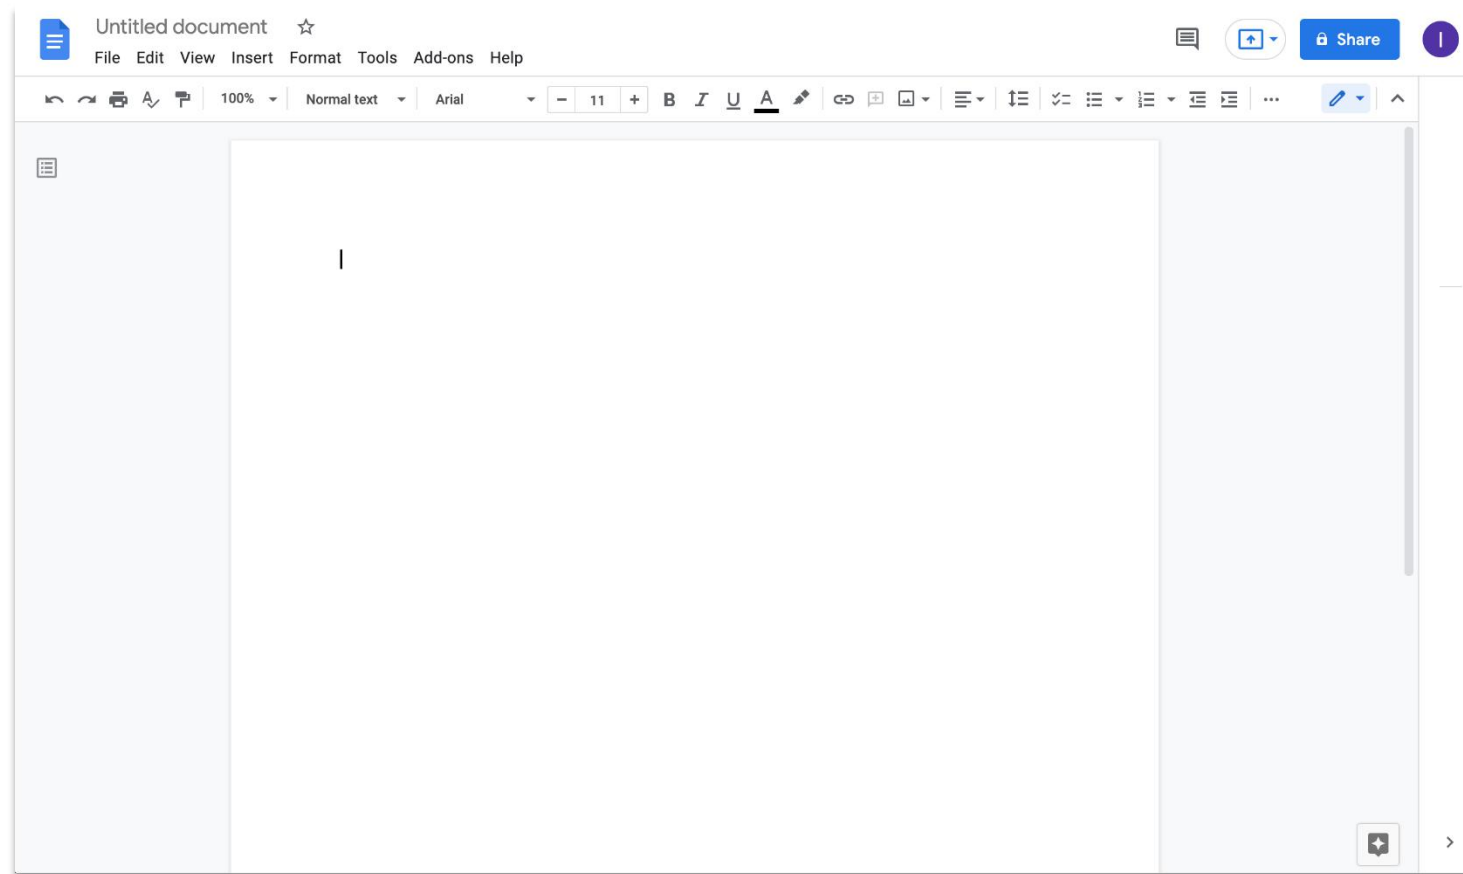 Untitled document
File Edit View Insert Format Tools Add-ons Help
Share
I
100% Normal text Arial - 11 + B I U A